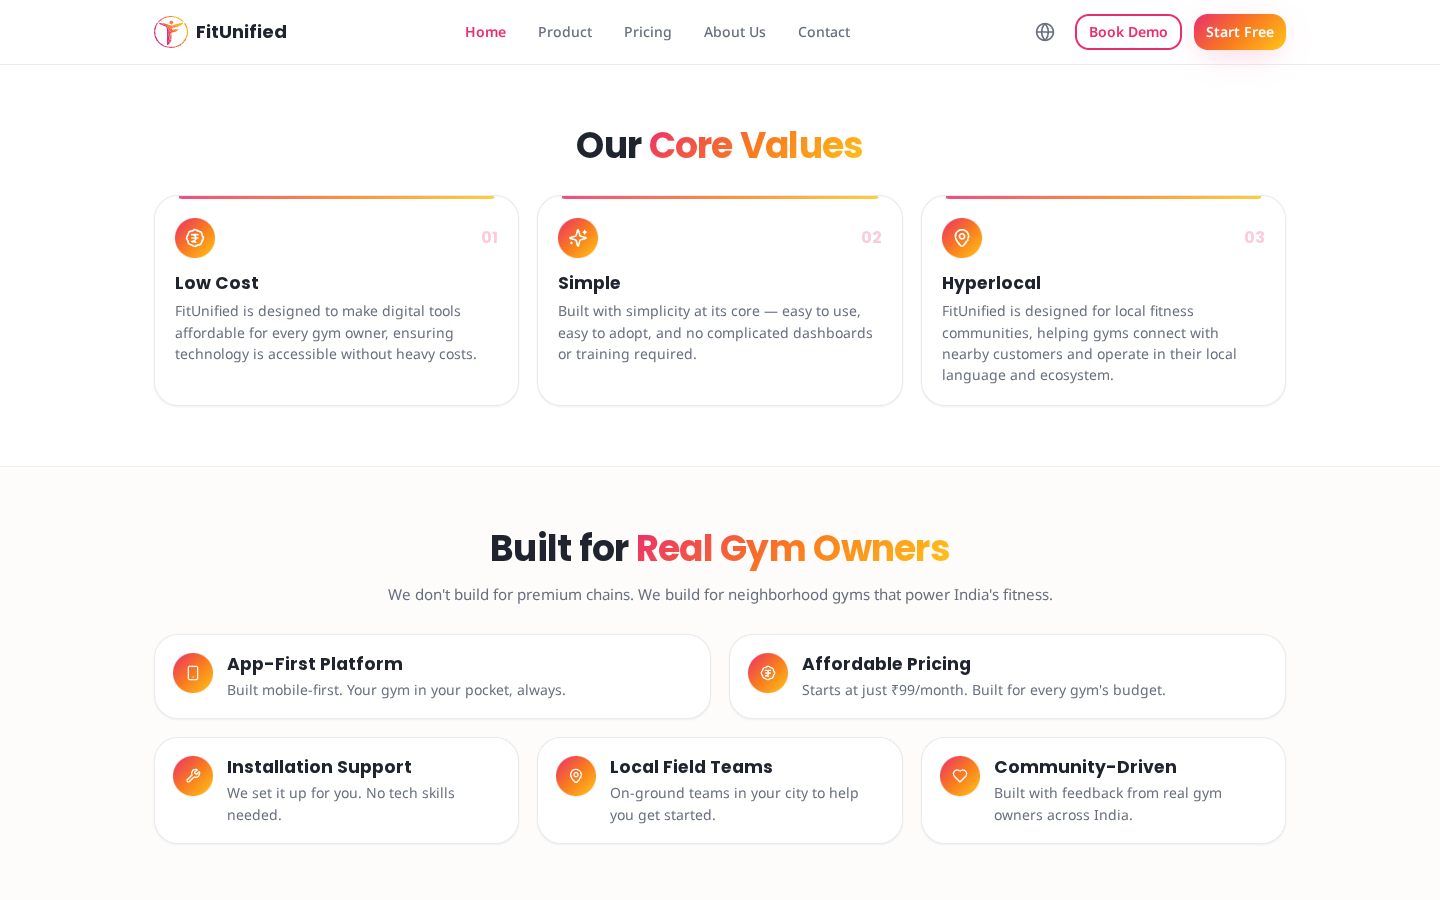 FitUnified
Home
Product
Pricing
About Us
Contact
Book Demo
Start Free
Our Core Values
01
Low Cost
FitUnified is designed to make digital tools
affordable for every gym owner, ensuring
technology is accessible without heavy costs.
02
Simple
Built with simplicity at its core — easy to use,
easy to adopt, and no complicated dashboards
or training required.
03
Hyperlocal
FitUnified is designed for local fitness
communities, helping gyms connect with
nearby customers and operate in their local
language and ecosystem.
Built for Real Gym Owners
We don't build for premium chains. We build for neighborhood gyms that power India's fitness.
App-First Platform
Built mobile-first. Your gym in your pocket, always.
Affordable Pricing
Starts at just ₹99/month. Built for every gym's budget.
Installation Support
We set it up for you. No tech skills
needed.
Local Field Teams
On-ground teams in your city to help
you get started.
Community-Driven
Built with feedback from real gym
owners across India.